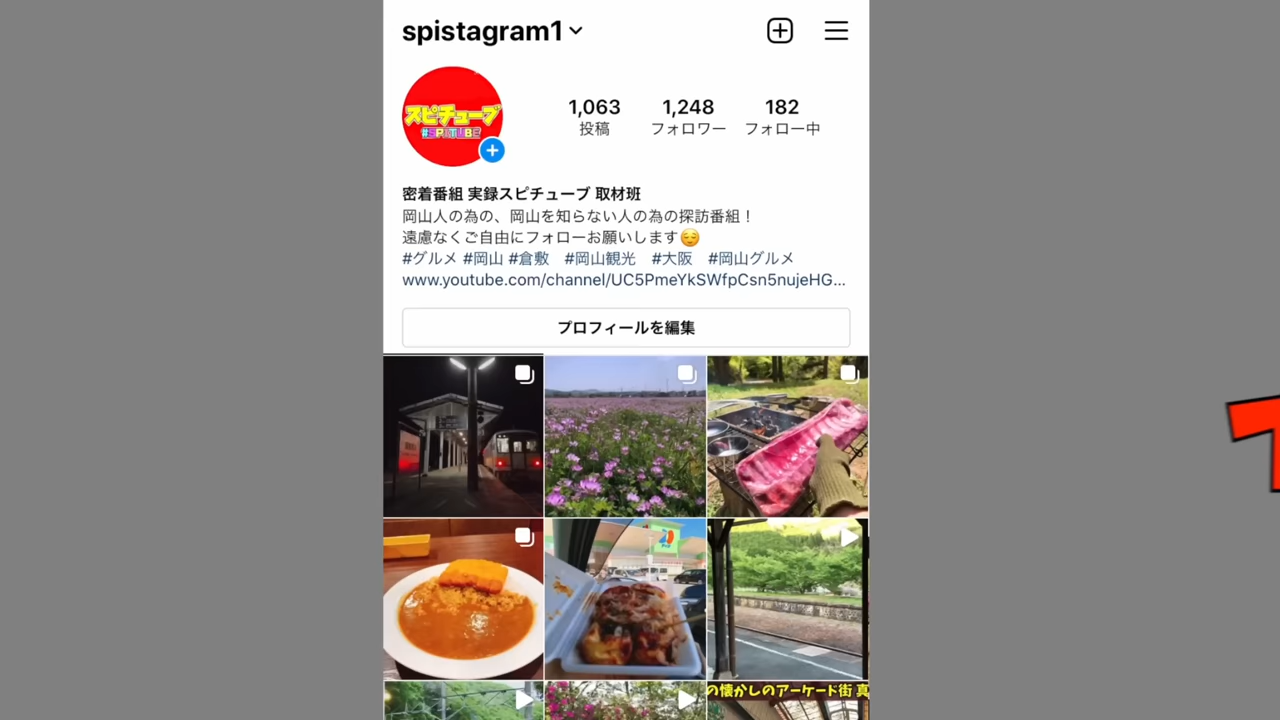 spistagram1
スピチューブ
#SPITUBE
1,063
1,248
182
投稿
フォロワー
フォロー中
密着番組 実録スピチューブ 取材班
岡山人の為の、岡山を知らない人の為の探訪番組！
遠慮なくご自由にフォローお願いします😌
#グルメ #岡山 #倉敷　#岡山観光　#大阪　#岡山グルメ
www.youtube.com/channel/UC5PmeYkSWfpCsn5nujeHG...
プロフィールを編集
の懐かしのアーケード街 真